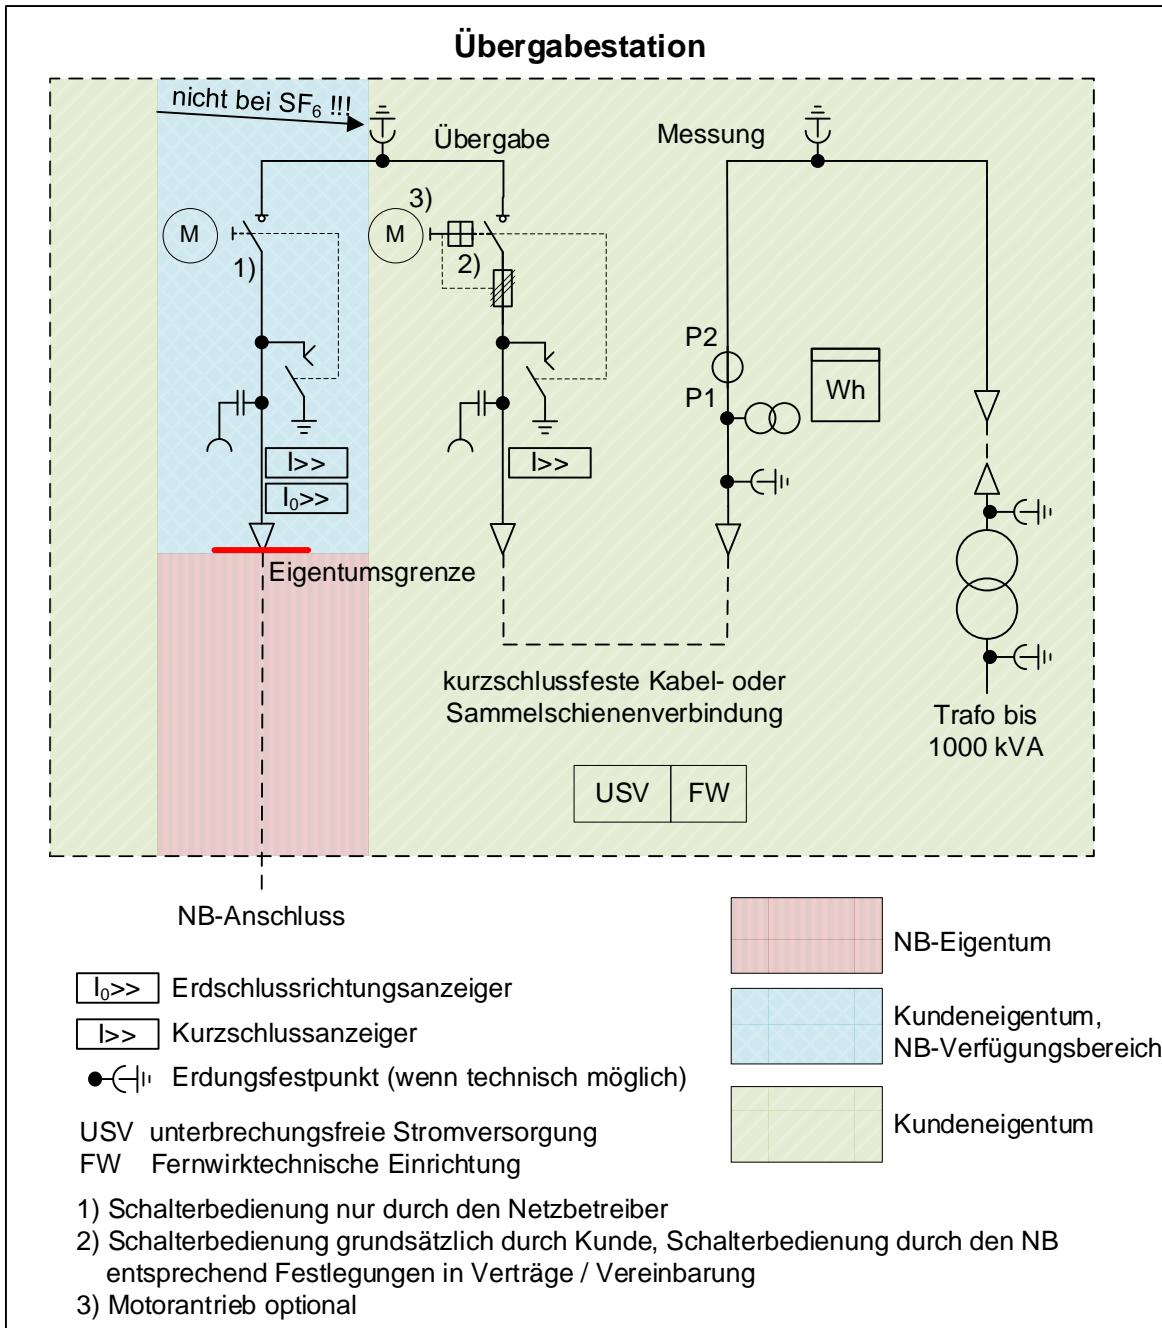 Übergabestation
nicht bei SF₆ !!!
Übergabe
Messung
3)
M
M
1)
2)
P2
P1
Wh
I>>
I₀>>
I>>
Eigentumsgrenze
kurzschlussfeste Kabel- oder
Sammelschienenverbindung
Trafo bis
1000 kVA
USV
FW
NB-Anschluss
NB-Eigentum
I₀>> Erdschlussrichtungsanzeiger
I>> Kurzschlussanzeiger
Kundeneigentum,
NB-Verfügungsbereich
Erdungsfestpunkt (wenn technisch möglich)
Kundeneigentum
USV unterbrechungsfreie Stromversorgung
FW Fernwirktechnische Einrichtung
1) Schalterbedienung nur durch den Netzbetreiber
2) Schalterbedienung grundsätzlich durch Kunde, Schalterbedienung durch den NB
entsprechend Festlegungen in Verträge / Vereinbarung
3) Motorantrieb optional